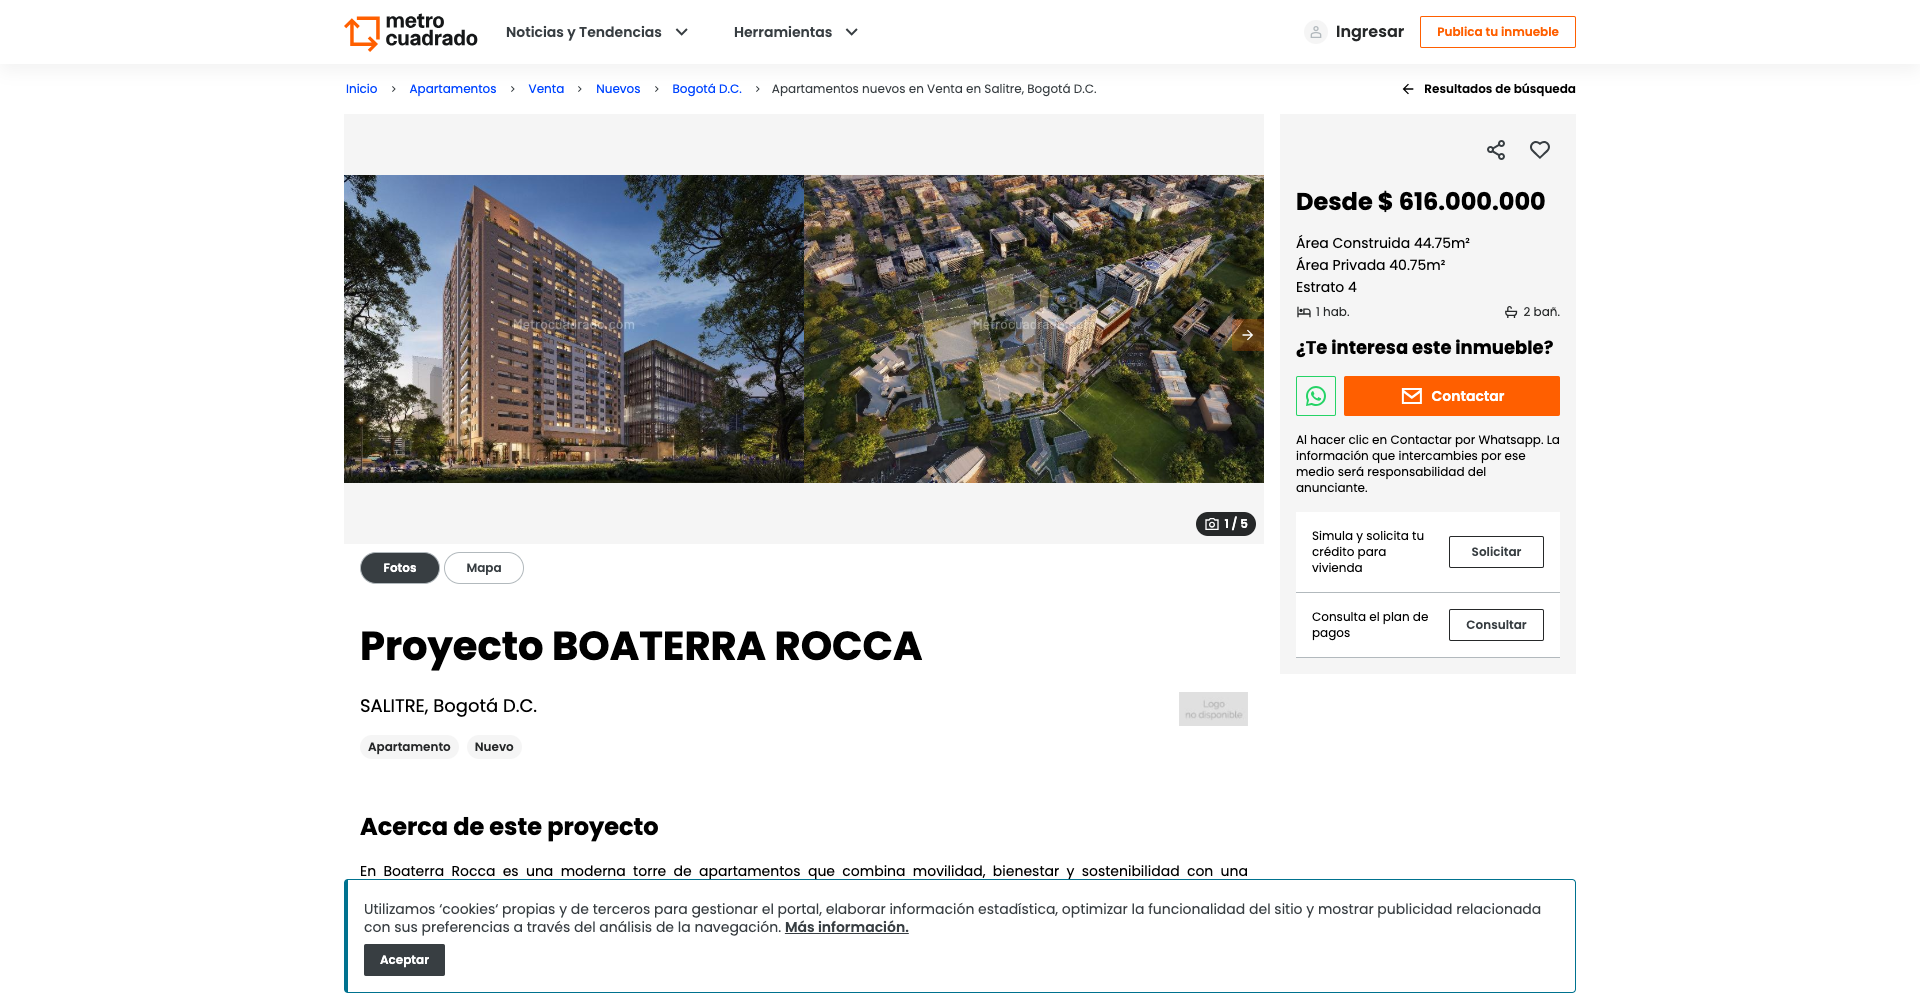 metro
cuadrado
Noticias y Tendencias
Herramientas
Ingresar
Publica tu inmueble
Inicio › Apartamentos › Venta › Nuevos › Bogotá D.C. › Apartamentos nuevos en Venta en Salitre, Bogotá D.C.
Resultados de búsqueda
Metrocuadrado.com
Metrocuadrado.com
1 / 5
Fotos
Mapa
Desde $ 616.000.000
Área Construida 44.75m²
Área Privada 40.75m²
Estrato 4
1 hab.
2 bañ.
¿Te interesa este inmueble?
Contactar
Al hacer clic en Contactar por Whatsapp. La
información que intercambies por ese
medio será responsabilidad del
anunciante.
Simula y solicita tu
crédito para
vivienda
Solicitar
Consulta el plan de
pagos
Consultar
Proyecto BOATERRA ROCCA
SALITRE, Bogotá D.C.
Logo
no disponible
Apartamento
Nuevo
Acerca de este proyecto
En Boaterra Rocca es una moderna torre de apartamentos que combina movilidad, bienestar y sostenibilidad con una
Utilizamos ‘cookies‘ propias y de terceros para gestionar el portal, elaborar información estadística, optimizar la funcionalidad del sitio y mostrar publicidad relacionada
con sus preferencias a través del análisis de la navegación. Más información.
Aceptar